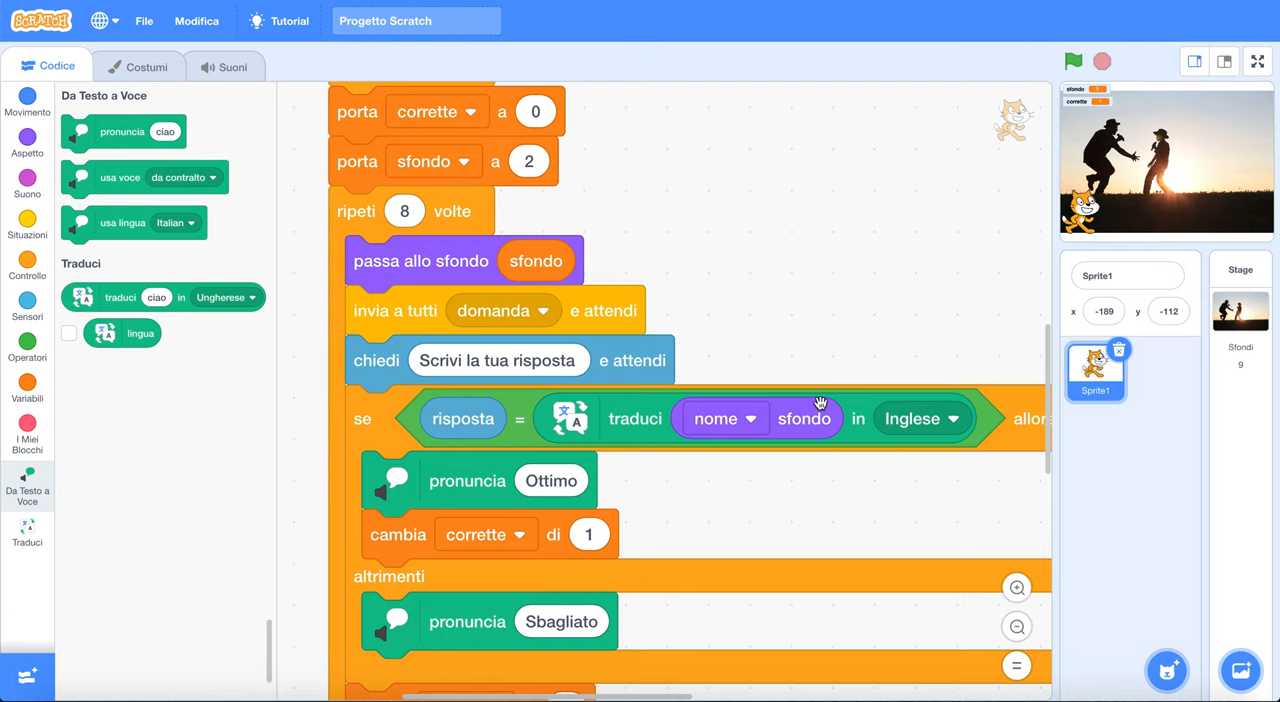 SCRATCH File Modifica Tutorial Progetto Scratch
Codice Costumi Suoni
Movimento
Aspetto
Suono
Situazioni
Controllo
Sensori
Operatori
Variabili
I Miei
Blocchi
Da Testo a
Voce
Traduci
Da Testo a Voce
pronuncia ciao
usa voce da contralto
usa lingua Italian
Traduci
traduci ciao in Ungherese
lingua
porta corrette a 0
porta sfondo a 2
ripeti 8 volte
passa allo sfondo sfondo
invia a tutti domanda e attendi
chiedi Scrivi la tua risposta e attendi
se risposta = traduci nome sfondo in Inglese allor
pronuncia Ottimo
cambia corrette di 1
altrimenti
pronuncia Sbagliato
sfondo
corrette
Sprite1
x -189 y -112
Sprite1
Stage
Sfondi
9